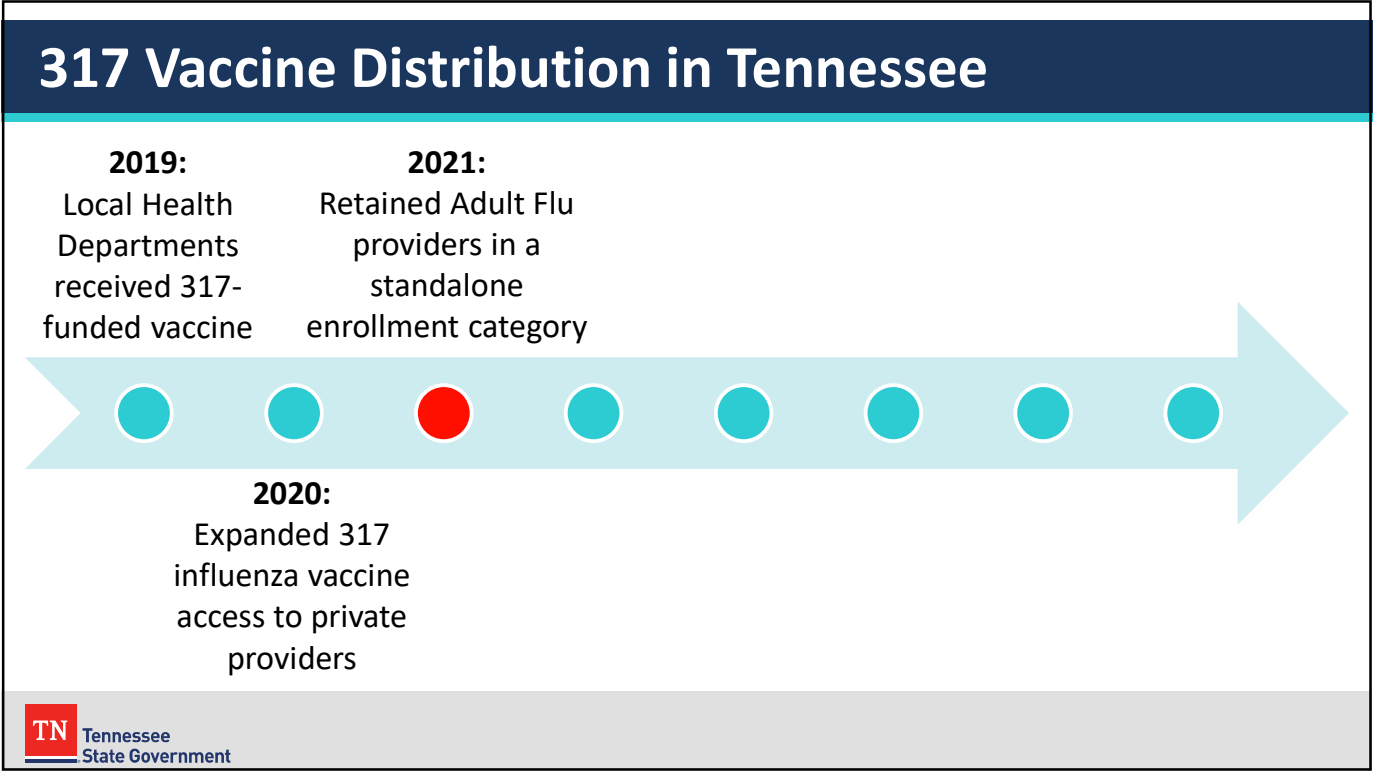 317 Vaccine Distribution in Tennessee
2019:
Local Health
Departments
received 317-
funded vaccine
2021:
Retained Adult Flu
providers in a
standalone
enrollment category
2020:
Expanded 317
influenza vaccine
access to private
providers
TN
Tennessee
State Government